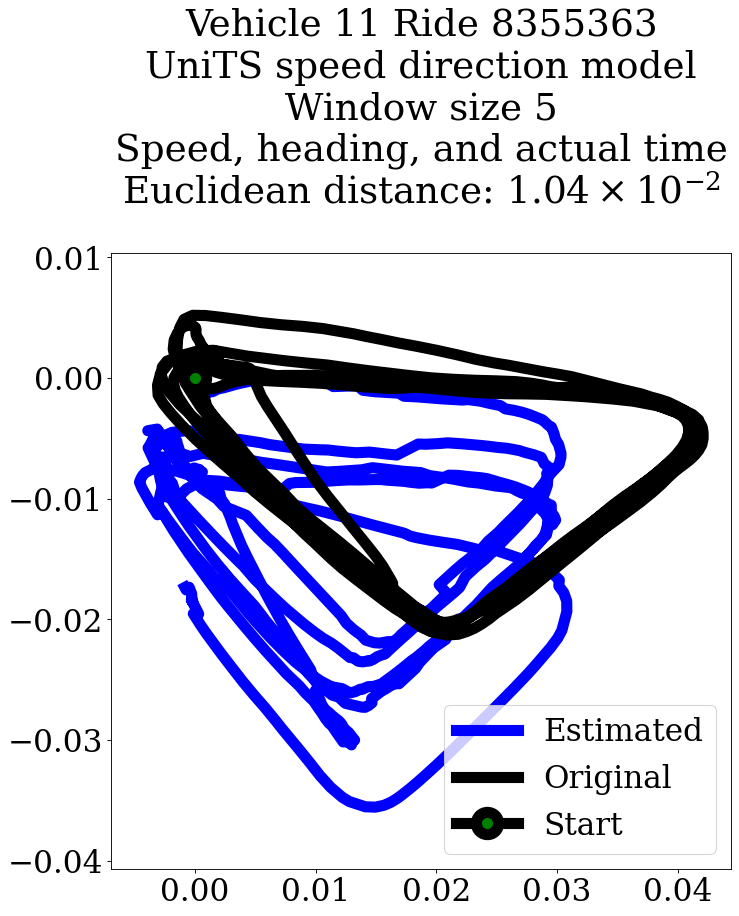 Vehicle 11 Ride 8355363
UniTS speed direction model
Window size 5
Speed, heading, and actual time
Euclidean distance: 1.04 × 10⁻²
0.01
0.00
−0.01
−0.02
−0.03
−0.04
Estimated
Original
Start
0.00 0.01 0.02 0.03 0.04